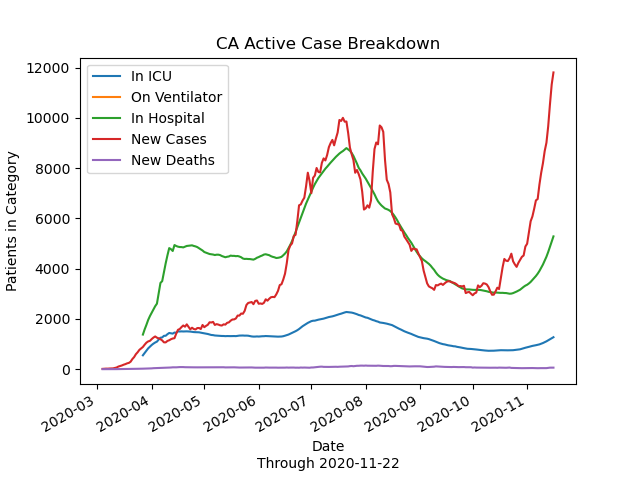 CA Active Case Breakdown
In ICU
On Ventilator
In Hospital
New Cases
New Deaths
12000
10000
8000
6000
4000
2000
0
Patients in Category
2020-03
2020-04
2020-05
2020-06
2020-07
2020-08
2020-09
2020-10
2020-11
Date
Through 2020-11-22